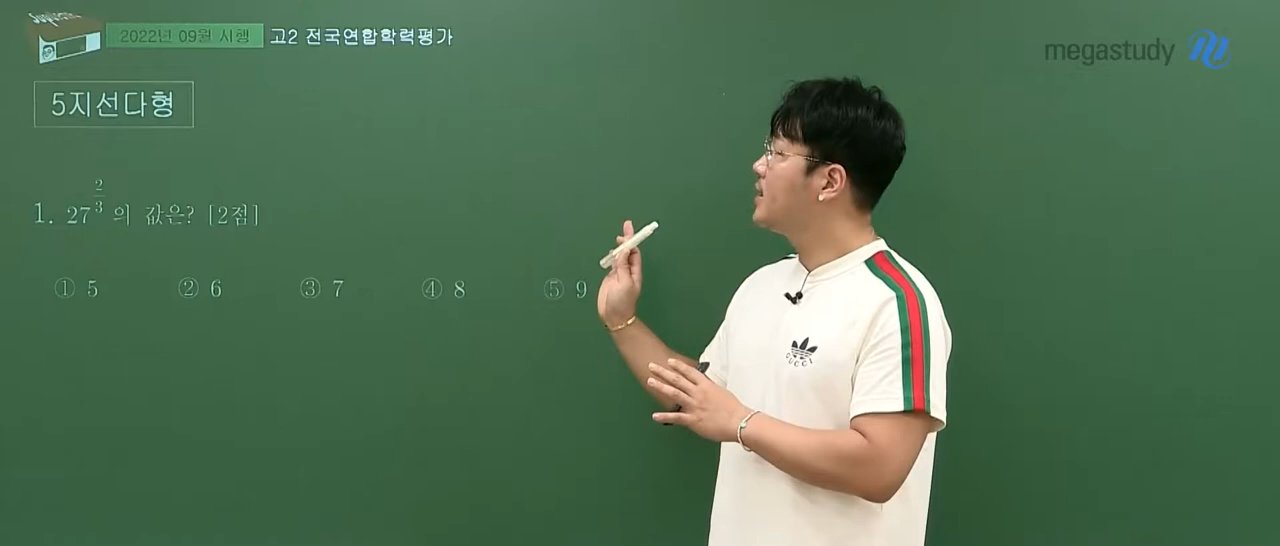 2022년 09월 시행 고2 전국연합학력평가
megastudy
5지선다형
1. 27^{2/3} 의 값은? [2점]
① 5 ② 6 ③ 7 ④ 8 ⑤ 9
GUCCI